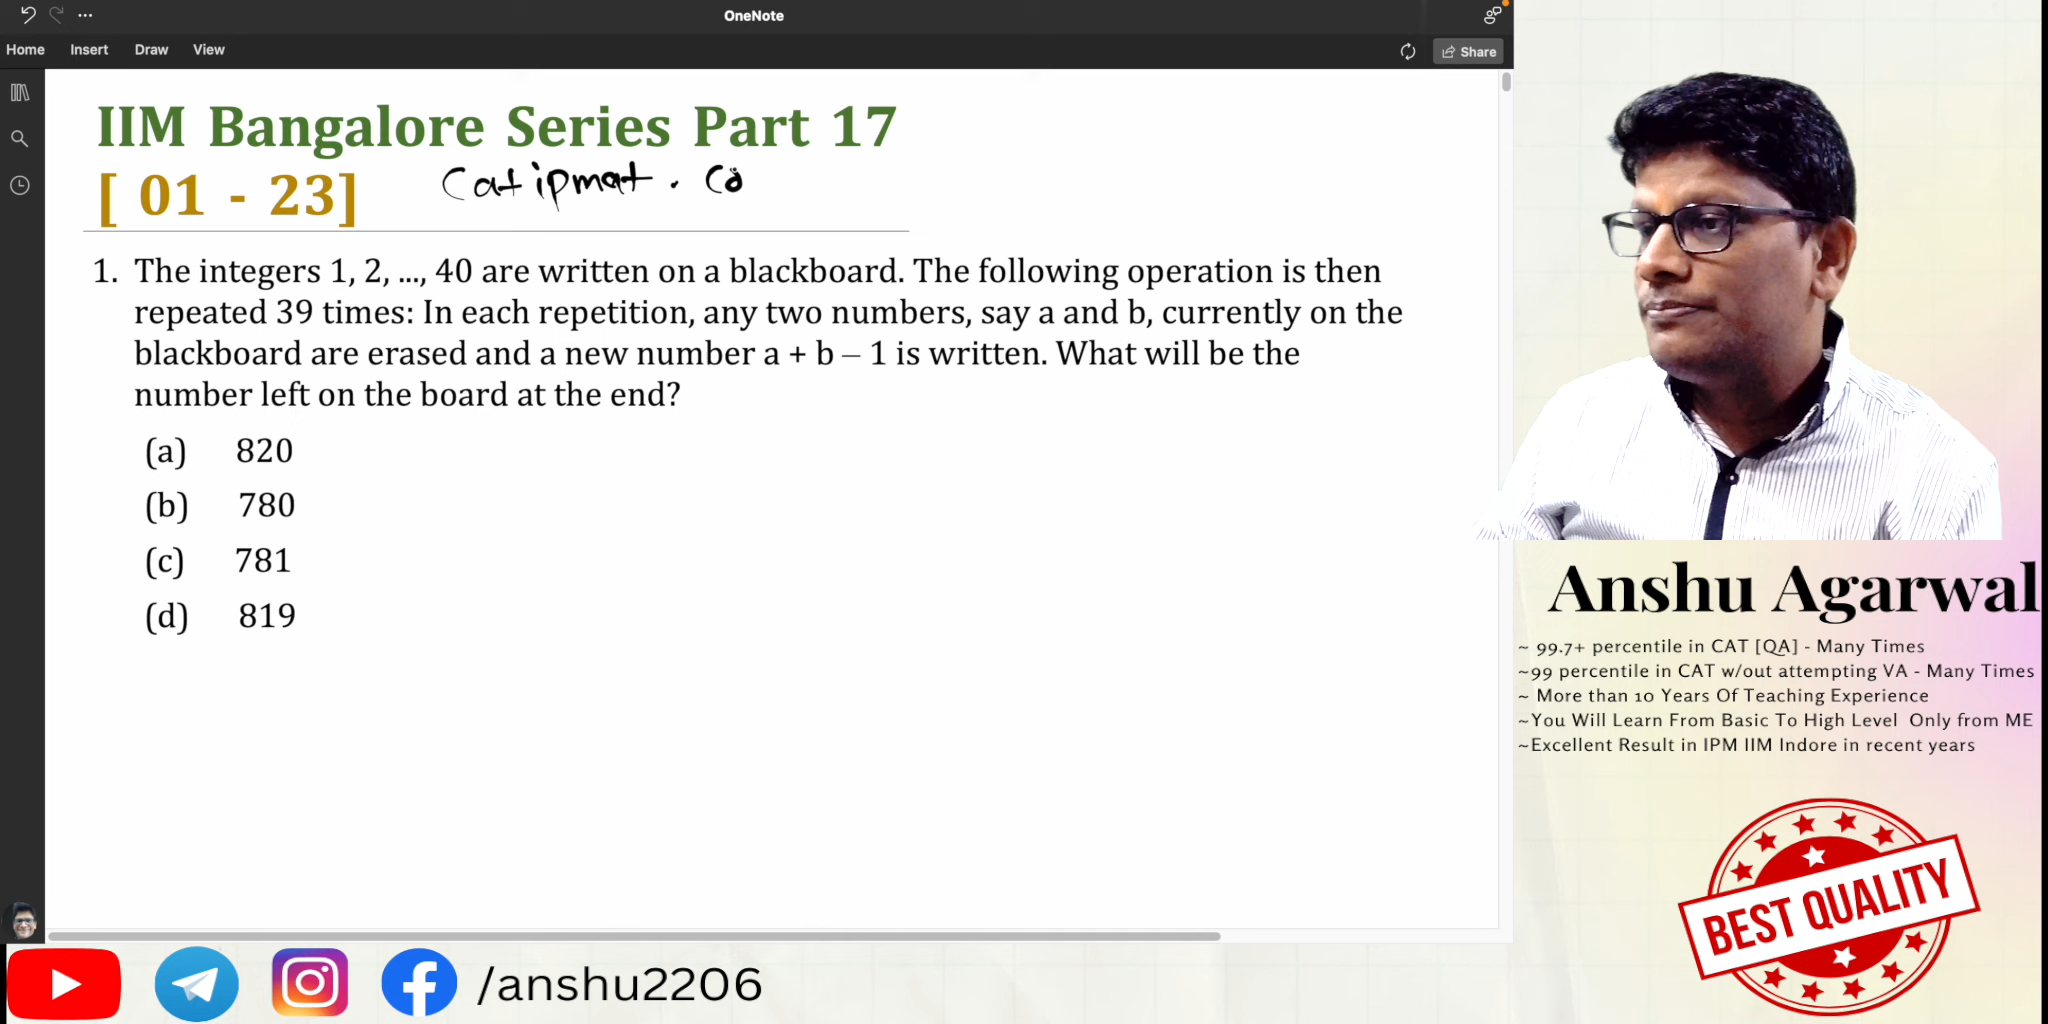 OneNote
Home Insert Draw View
Share
IIM Bangalore Series Part 17
[ 01 - 23]
Catipmat . Co
1. The integers 1, 2, ..., 40 are written on a blackboard. The following operation is then
repeated 39 times: In each repetition, any two numbers, say a and b, currently on the
blackboard are erased and a new number a + b – 1 is written. What will be the
number left on the board at the end?
(a) 820
(b) 780
(c) 781
(d) 819
Anshu Agarwal
~ 99.7+ percentile in CAT [QA] - Many Times
~99 percentile in CAT w/out attempting VA - Many Times
~ More than 10 Years Of Teaching Experience
~You Will Learn From Basic To High Level Only from ME
~Excellent Result in IPM IIM Indore in recent years
BEST QUALITY
/anshu2206